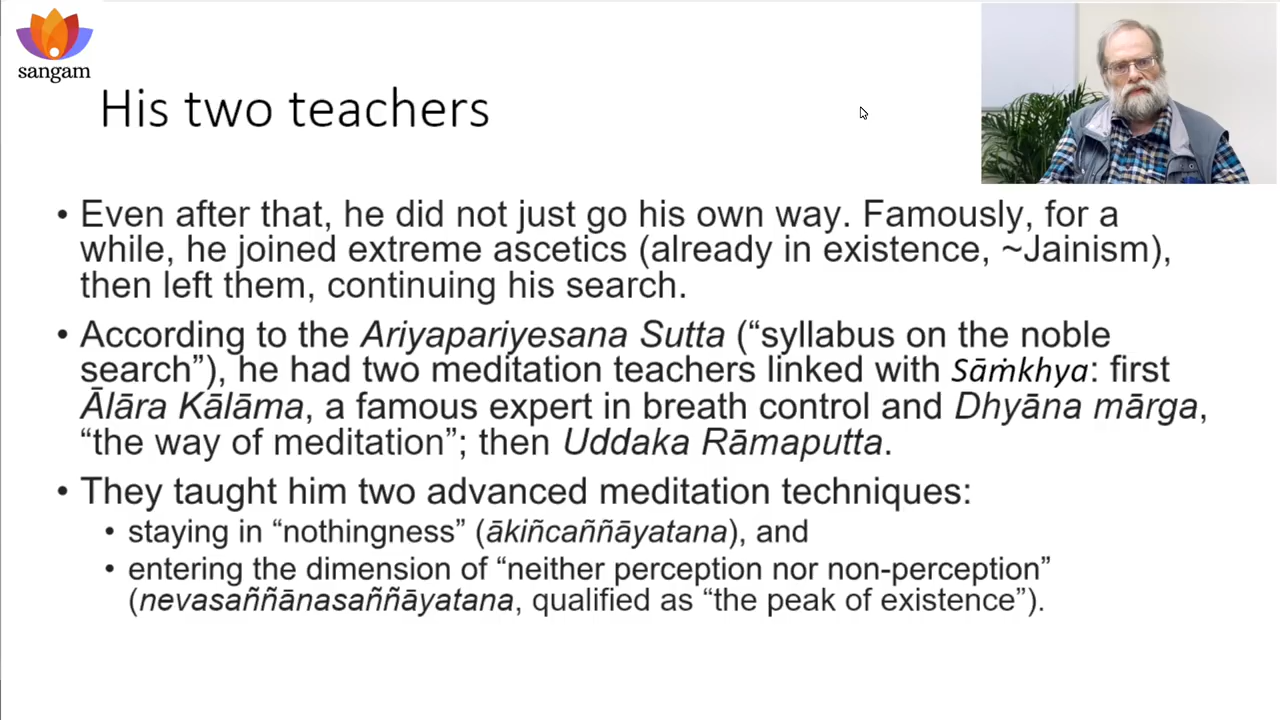 sangam
His two teachers
• Even after that, he did not just go his own way. Famously, for a
while, he joined extreme ascetics (already in existence, ~Jainism),
then left them, continuing his search.
• According to the Ariyapariyesana Sutta (“syllabus on the noble
search”), he had two meditation teachers linked with Sāṁkhya: first
Ālāra Kālāma, a famous expert in breath control and Dhyāna mārga,
“the way of meditation”; then Uddaka Rāmaputta.
• They taught him two advanced meditation techniques:
• staying in “nothingness” (ākiñcaññāyatana), and
• entering the dimension of “neither perception nor non-perception”
(nevasaññānasaññāyatana, qualified as “the peak of existence”).